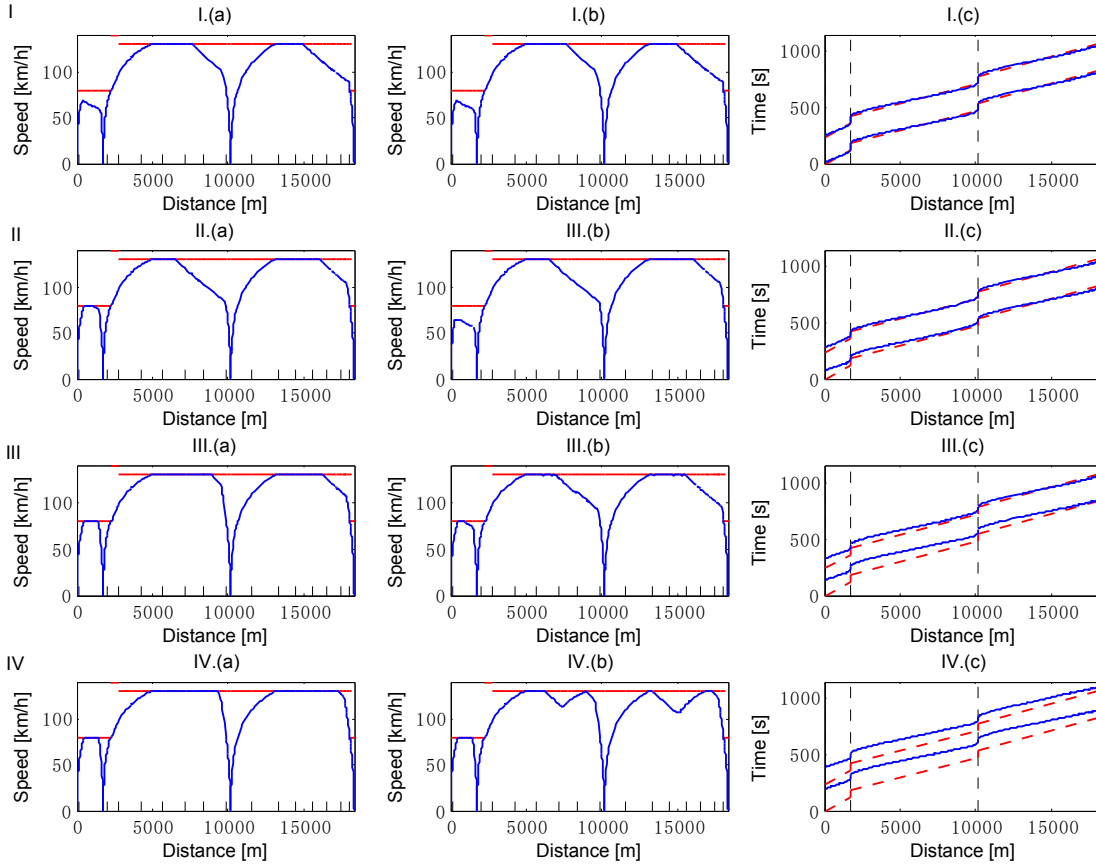 I
I.(a)
I.(b)
I.(c)
Speed [km/h]
100
50
0
0 5000 10000 15000
Distance [m]
Speed [km/h]
100
50
0
0 5000 10000 15000
Distance [m]
Time [s]
1000
500
0
0 5000 10000 15000
Distance [m]
II
II.(a)
III.(b)
II.(c)
Speed [km/h]
100
50
0
0 5000 10000 15000
Distance [m]
Speed [km/h]
100
50
0
0 5000 10000 15000
Distance [m]
Time [s]
1000
500
0
0 5000 10000 15000
Distance [m]
III
III.(a)
III.(b)
III.(c)
Speed [km/h]
100
50
0
0 5000 10000 15000
Distance [m]
Speed [km/h]
100
50
0
0 5000 10000 15000
Distance [m]
Time [s]
1000
500
0
0 5000 10000 15000
Distance [m]
IV
IV.(a)
IV.(b)
IV.(c)
Speed [km/h]
100
50
0
0 5000 10000 15000
Distance [m]
Speed [km/h]
100
50
0
0 5000 10000 15000
Distance [m]
Time [s]
1000
500
0
0 5000 10000 15000
Distance [m]